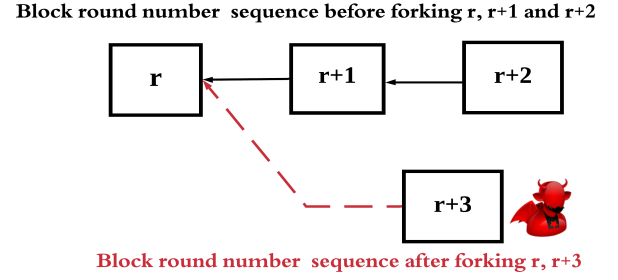 Block round number sequence before forking r, r+1 and r+2
r
r+1
r+2
r+3
Block round number sequence after forking r, r+3